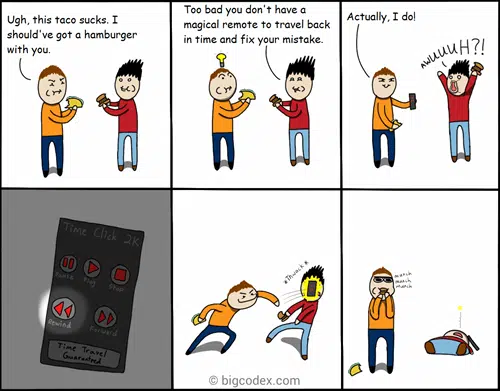 Ugh, this taco sucks. I
should've got a hamburger
with you.
Too bad you don't have a
magical remote to travel back
in time and fix your mistake.
Actually, I do!
AWUUUUH?!
Time Click 2K
Pause Play Stop
Rewind Forward
Time Travel
Guaranteed
*Thwack*
munch
munch
munch
© bigcodex.com